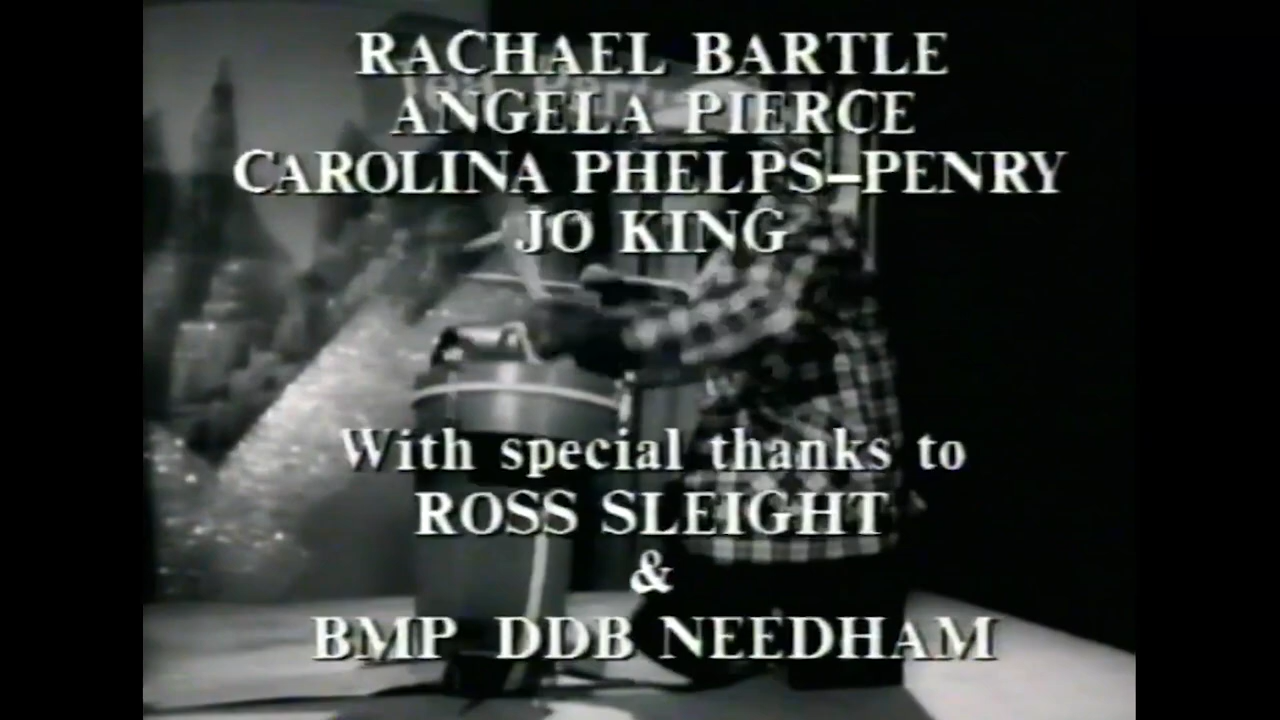 RACHAEL BARTLE
ANGELA PIERCE
CAROLINA PHELPS-PENRY
JO KING
With special thanks to
ROSS SLEIGHT
&
BMP DDB NEEDHAM